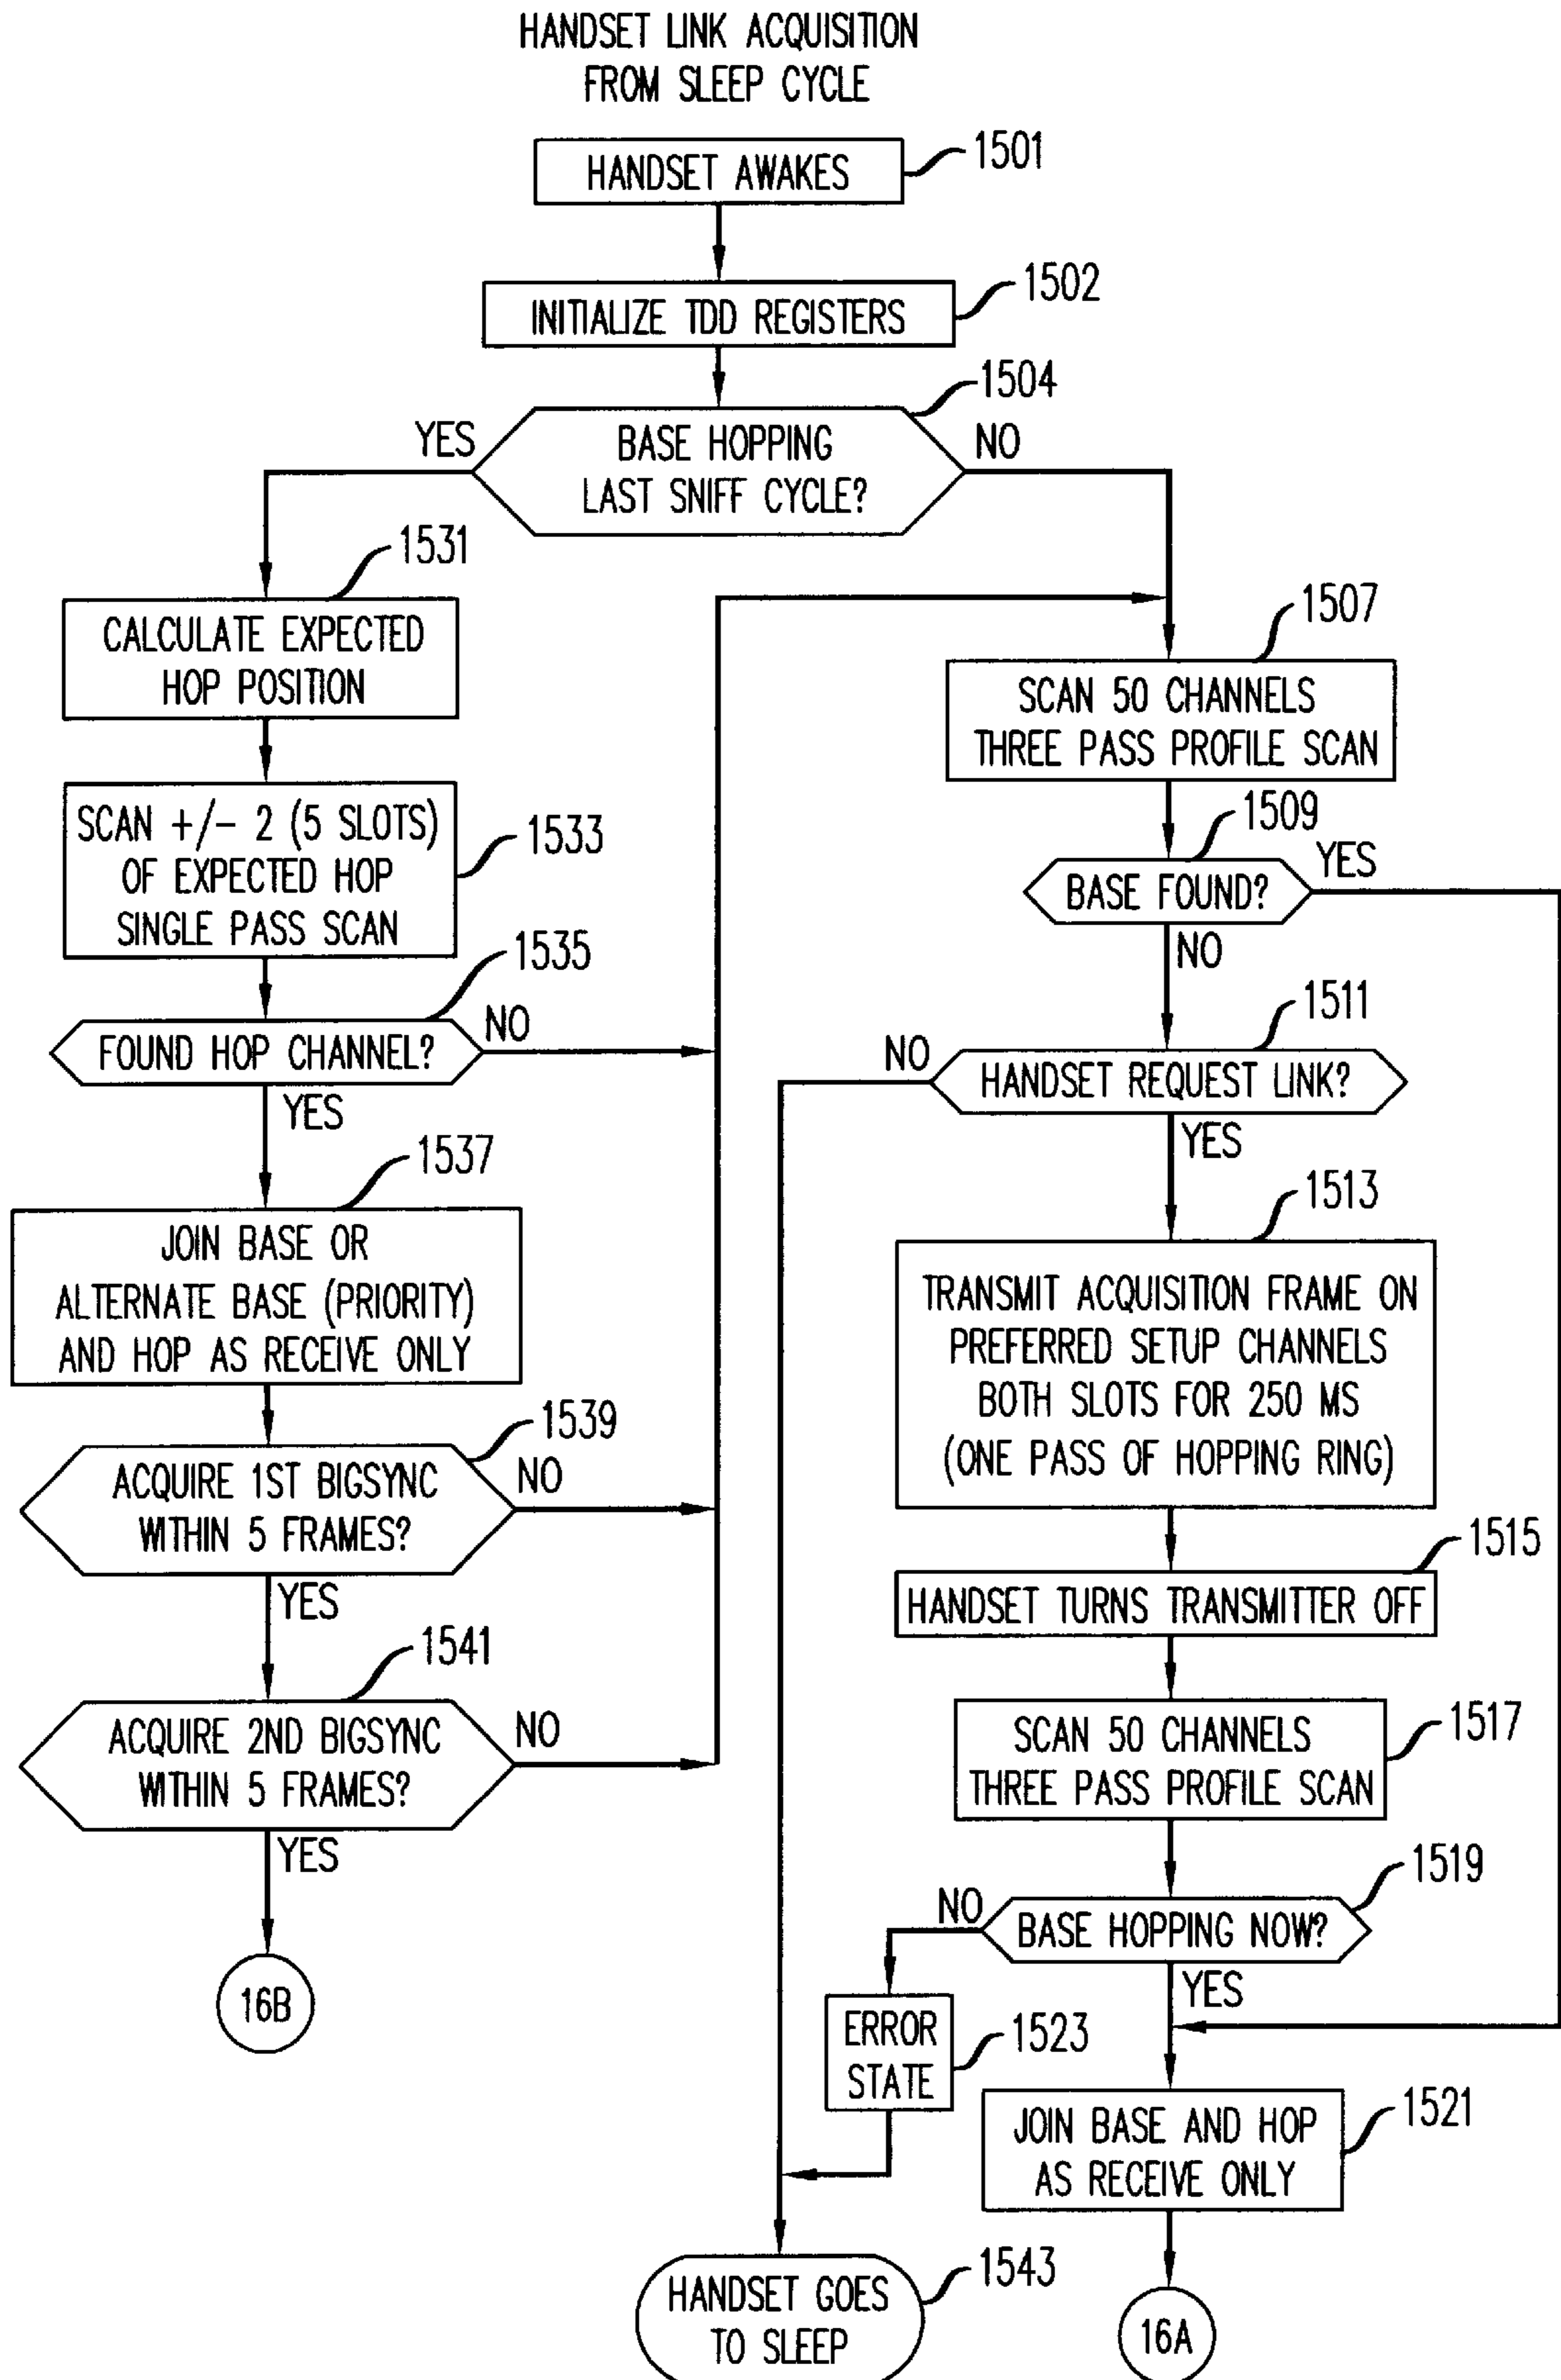 HANDSET LINK ACQUISITION
FROM SLEEP CYCLE
HANDSET AWAKES
1501
INITIALIZE TDD REGISTERS
1502
1504
YES
BASE HOPPING
LAST SNIFF CYCLE?
NO
1531
CALCULATE EXPECTED
HOP POSITION
SCAN +/- 2 (5 SLOTS)
OF EXPECTED HOP
SINGLE PASS SCAN
1533
1535
FOUND HOP CHANNEL?
NO
YES
1537
JOIN BASE OR
ALTERNATE BASE (PRIORITY)
AND HOP AS RECEIVE ONLY
1539
ACQUIRE 1ST BIGSYNC
WITHIN 5 FRAMES?
NO
YES
1541
ACQUIRE 2ND BIGSYNC
WITHIN 5 FRAMES?
NO
YES
16B
1507
SCAN 50 CHANNELS
THREE PASS PROFILE SCAN
1509
BASE FOUND?
YES
NO
1511
NO
HANDSET REQUEST LINK?
YES
1513
TRANSMIT ACQUISITION FRAME ON
PREFERRED SETUP CHANNELS
BOTH SLOTS FOR 250 MS
(ONE PASS OF HOPPING RING)
1515
HANDSET TURNS TRANSMITTER OFF
SCAN 50 CHANNELS
THREE PASS PROFILE SCAN
1517
1519
NO
BASE HOPPING NOW?
YES
ERROR
STATE
1523
JOIN BASE AND HOP
AS RECEIVE ONLY
1521
HANDSET GOES
TO SLEEP
1543
16A